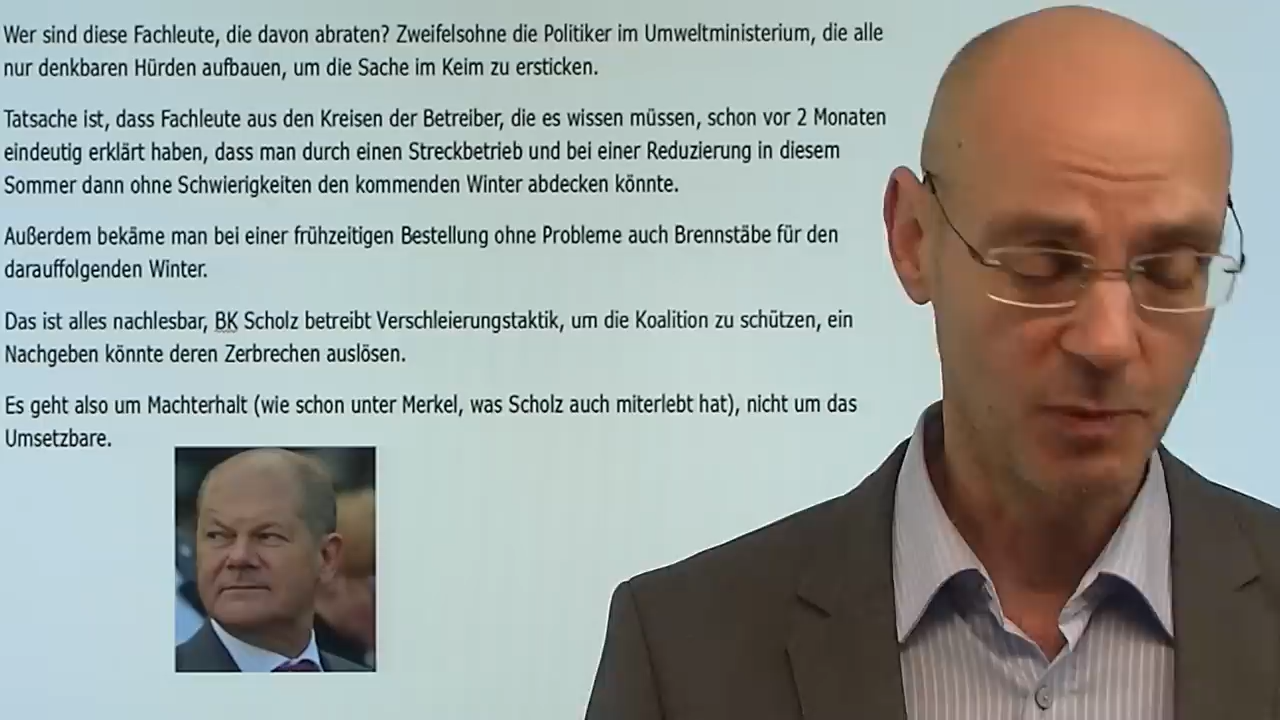 Wer sind diese Fachleute, die davon abraten? Zweifelsohne die Politiker im Umweltministerium, die alle
nur denkbaren Hürden aufbauen, um die Sache im Keim zu ersticken.
Tatsache ist, dass Fachleute aus den Kreisen der Betreiber, die es wissen müssen, schon vor 2 Monaten
eindeutig erklärt haben, dass man durch einen Streckbetrieb und bei einer Reduzierung in diesem
Sommer dann ohne Schwierigkeiten den kommenden Winter abdecken könnte.
Außerdem bekäme man bei einer frühzeitigen Bestellung ohne Probleme auch Brennstäbe für den
darauffolgenden Winter.
Das ist alles nachlesbar, BK Scholz betreibt Verschleierungstaktik, um die Koalition zu schützen, ein
Nachgeben könnte deren Zerbrechen auslösen.
Es geht also um Machterhalt (wie schon unter Merkel, was Scholz auch miterlebt hat), nicht um das
Umsetzbare.